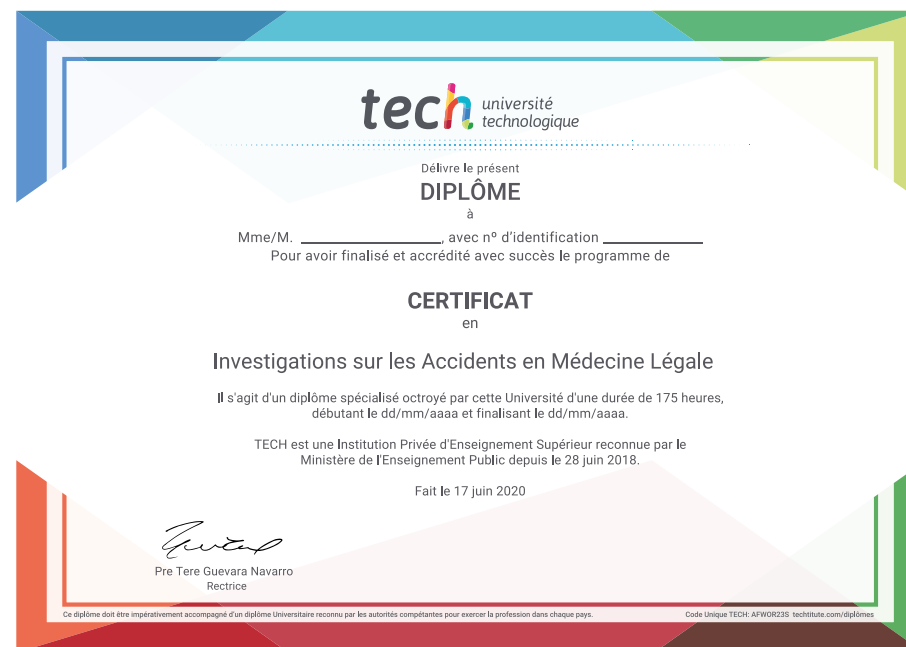 tech université
technologique
Délivre le présent
DIPLÔME
à
Mme/M. ____________________, avec nº d'identification ______________
Pour avoir finalisé et accrédité avec succès le programme de
CERTIFICAT
en
Investigations sur les Accidents en Médecine Légale
Il s'agit d'un diplôme spécialisé octroyé par cette Université d'une durée de 175 heures,
débutant le dd/mm/aaaa et finalisant le dd/mm/aaaa.
TECH est une Institution Privée d'Enseignement Supérieur reconnue par le
Ministère de l'Enseignement Public depuis le 28 juin 2018.
Fait le 17 juin 2020
Pre Tere Guevara Navarro
Rectrice
Ce diplôme doit être impérativement accompagné d'un diplôme Universitaire reconnu par les autorités compétantes pour exercer la profession dans chaque pays.
Code Unique TECH: AFWOR23S techtitute.com/diplômes